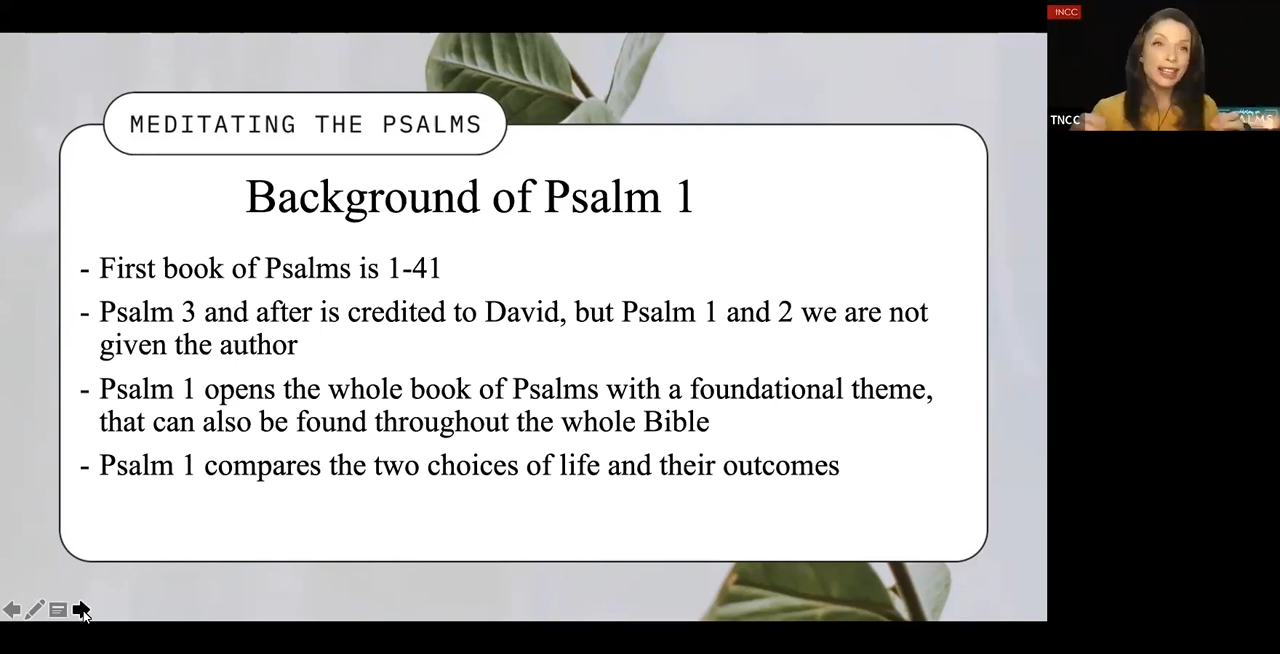 MEDITATING THE PSALMS
Background of Psalm 1
- First book of Psalms is 1-41
- Psalm 3 and after is credited to David, but Psalm 1 and 2 we are not
given the author
- Psalm 1 opens the whole book of Psalms with a foundational theme,
that can also be found throughout the whole Bible
- Psalm 1 compares the two choices of life and their outcomes
tNCC
TNCC